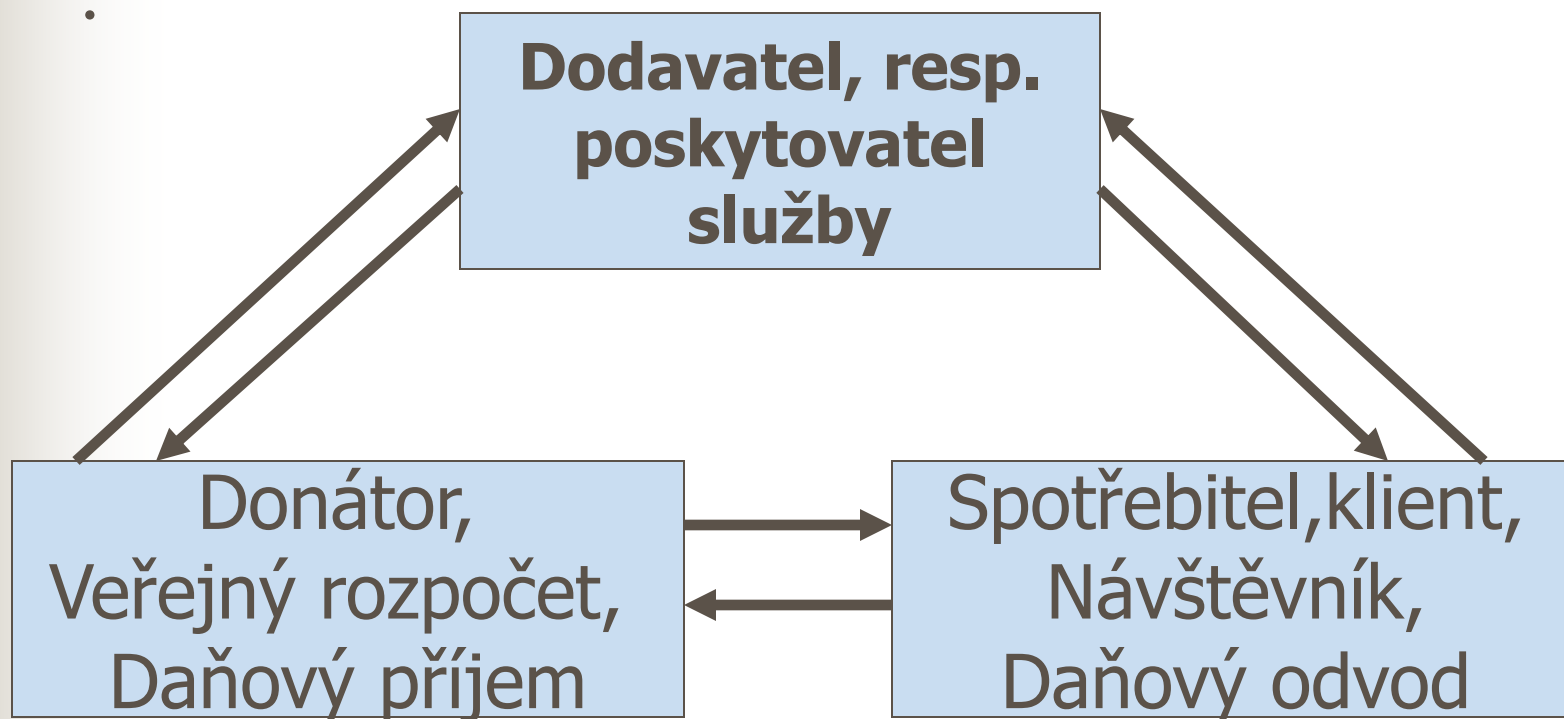 Dodavatel, resp.
poskytovatel
služby
Donátor,
Veřejný rozpočet,
Daňový příjem
Spotřebitel,klient,
Návštěvník,
Daňový odvod